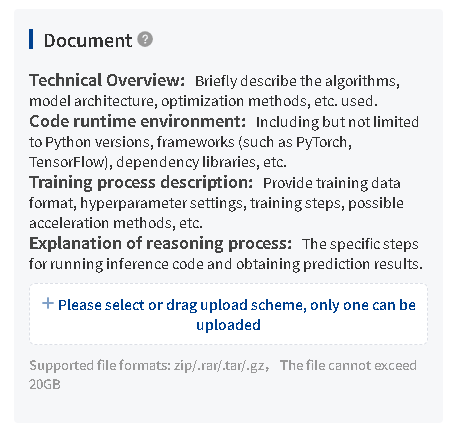 Document ?
Technical Overview: Briefly describe the algorithms,
model architecture, optimization methods, etc. used.
Code runtime environment: Including but not limited
to Python versions, frameworks (such as PyTorch,
TensorFlow), dependency libraries, etc.
Training process description: Provide training data
format, hyperparameter settings, training steps, possible
acceleration methods, etc.
Explanation of reasoning process: The specific steps
for running inference code and obtaining prediction results.
+ Please select or drag upload scheme, only one can be
uploaded
Supported file formats: zip/.rar/.tar/.gz, The file cannot exceed
20GB